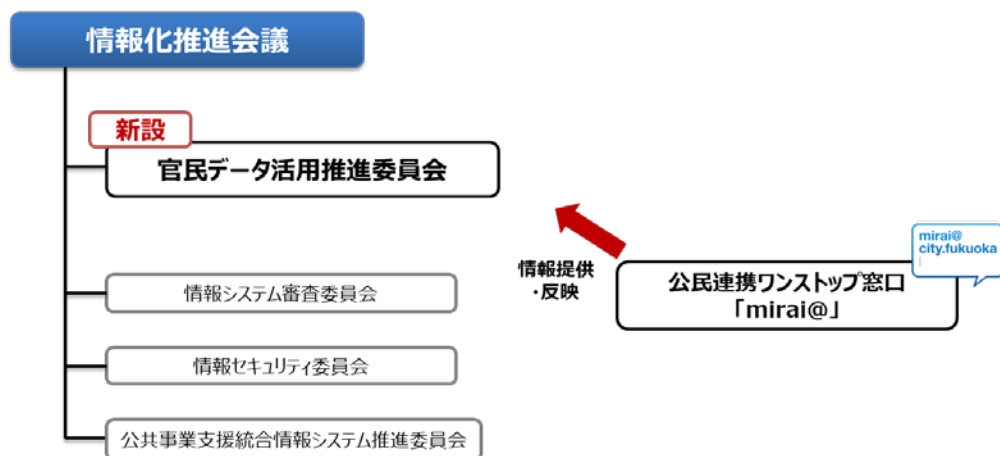 情報化推進会議
新設
官民データ活用推進委員会
mirai@
city.fukuoka
情報提供
・反映
公民連携ワンストップ窓口
「mirai@」
情報システム審査委員会
情報セキュリティ委員会
公共事業支援統合情報システム推進委員会